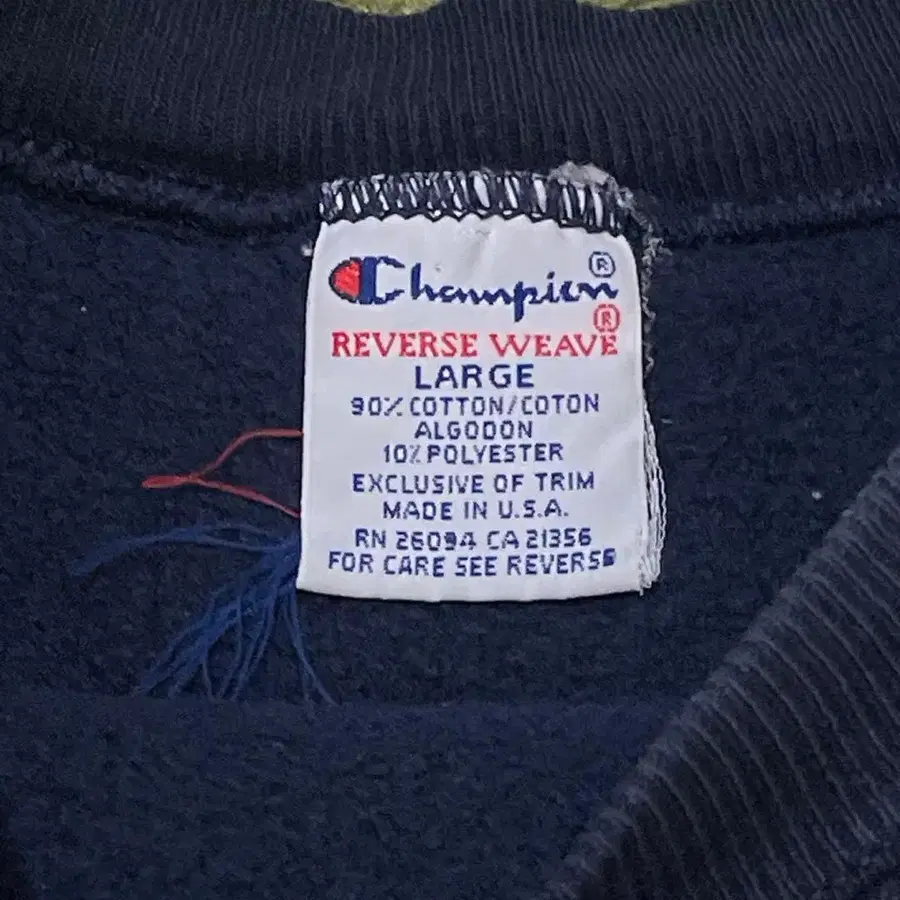 Champion®
REVERSE WEAVE®
LARGE
90% COTTON/COTON
ALGODON
10% POLYESTER
EXCLUSIVE OF TRIM
MADE IN U.S.A.
RN 26094 CA 21356
FOR CARE SEE REVERSE